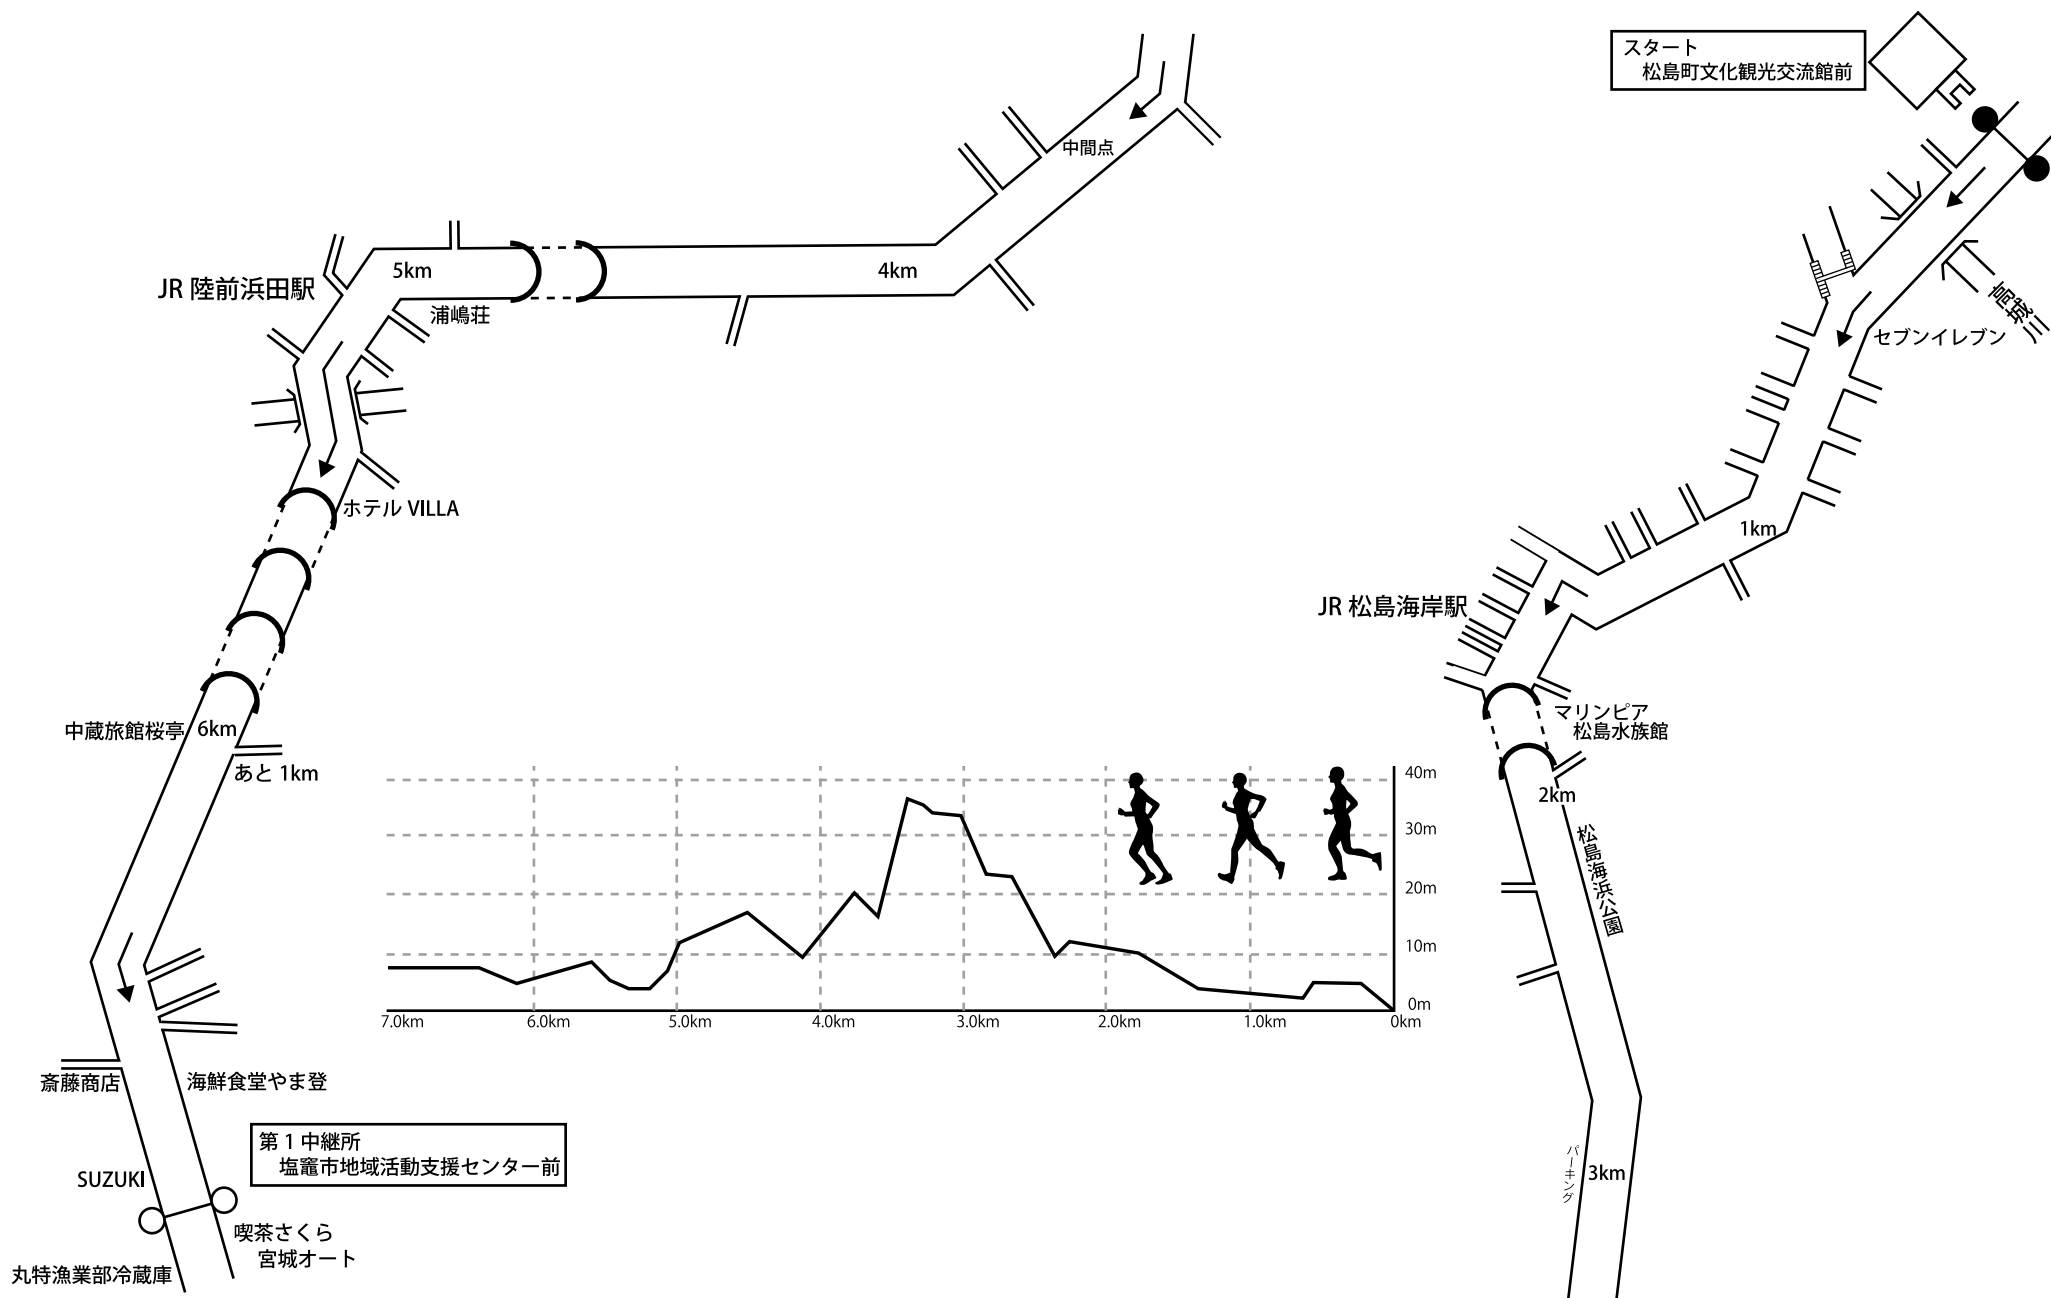 スタート
松島町文化観光交流館前
高城川
セブンイレブン
1km
JR 松島海岸駅
マリンピア
松島水族館
2km
松島海浜公園
パーキング
3km
中間点
4km
5km
JR 陸前浜田駅
浦嶋荘
ホテル VILLA
中蔵旅館桜亭
6km
あと 1km
斎藤商店
海鮮食堂やま登
第 1 中継所
塩竈市地域活動支援センター前
SUZUKI
喫茶さくら
宮城オート
丸特漁業部冷蔵庫
40m
30m
20m
10m
0m
7.0km 6.0km 5.0km 4.0km 3.0km 2.0km 1.0km 0km